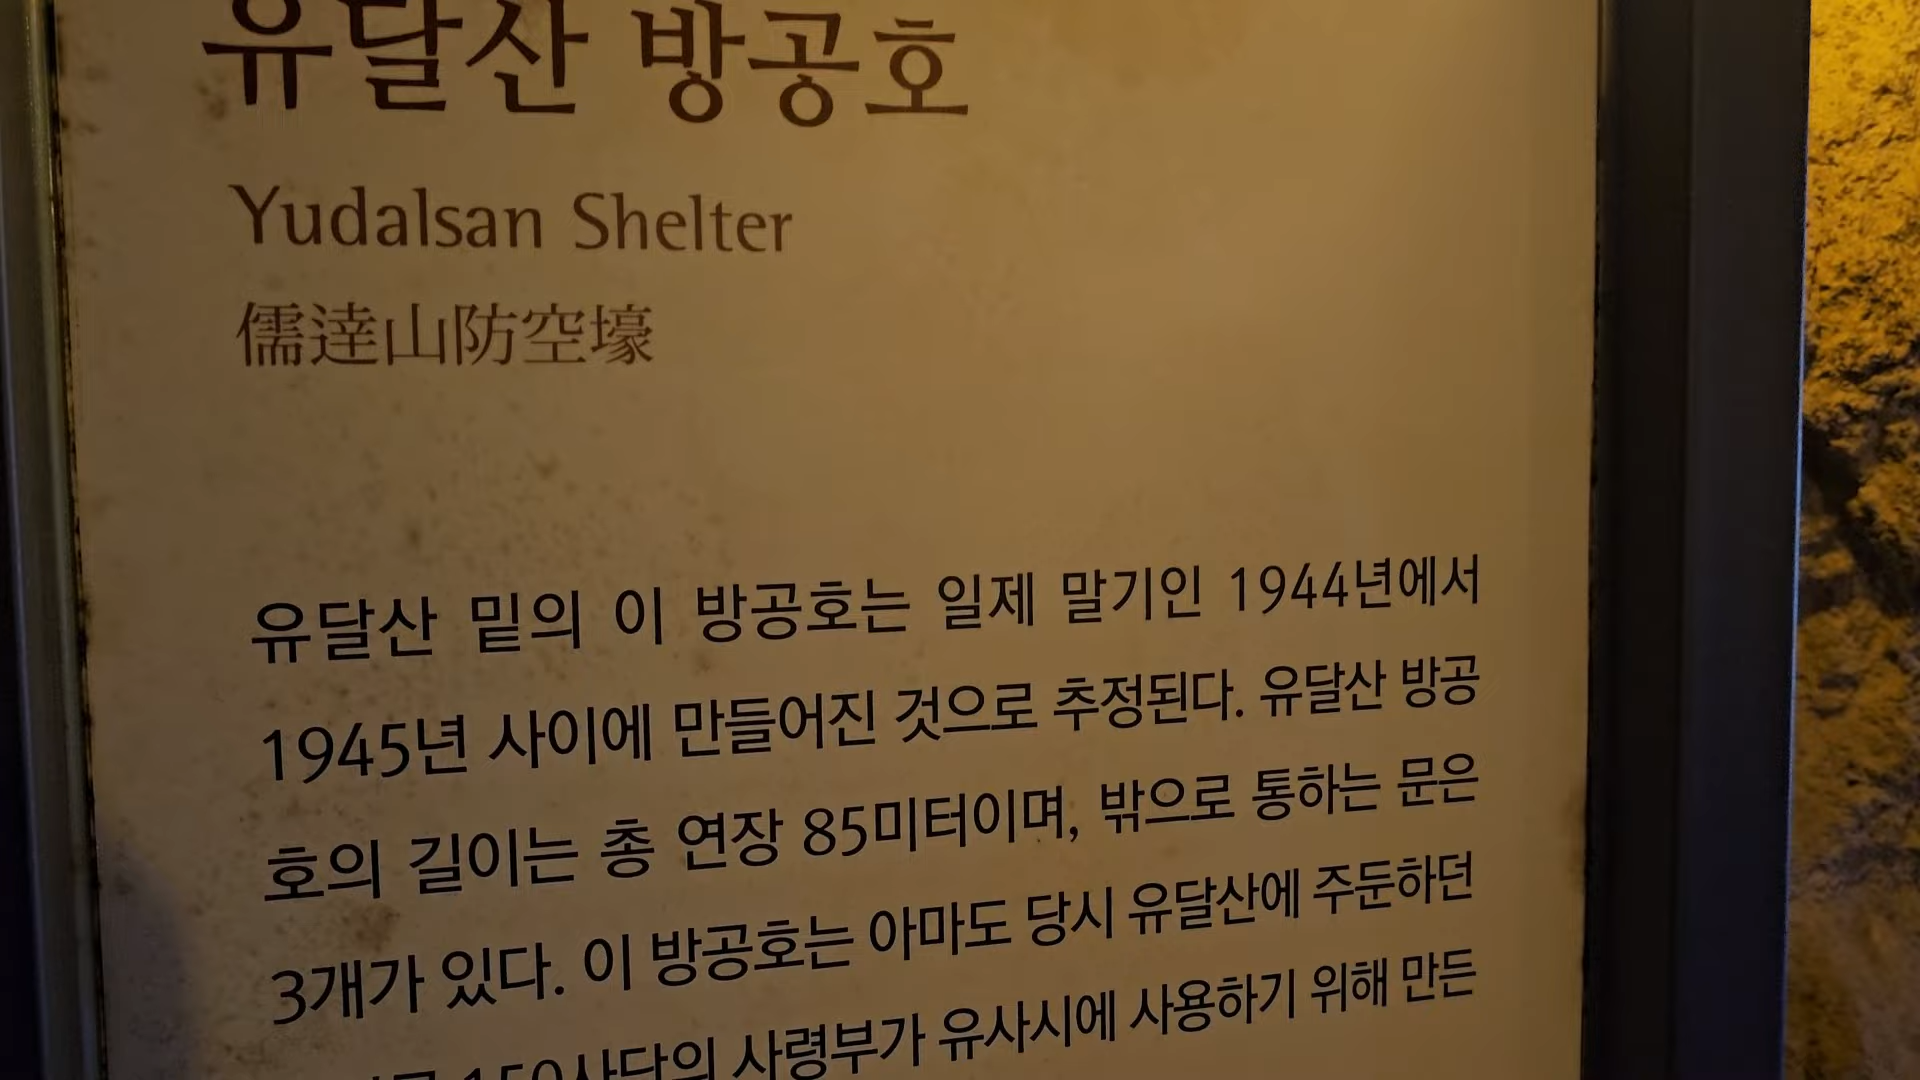 유달산 방공호
Yudalsan Shelter
儒達山防空壕
유달산 밑의 이 방공호는 일제 말기인 1944년에서
1945년 사이에 만들어진 것으로 추정된다. 유달산 방공
호의 길이는 총 연장 85미터이며, 밖으로 통하는 문은
3개가 있다. 이 방공호는 아마도 당시 유달산에 주둔하던
150사단의 사령부가 유사시에 사용하기 위해 만든